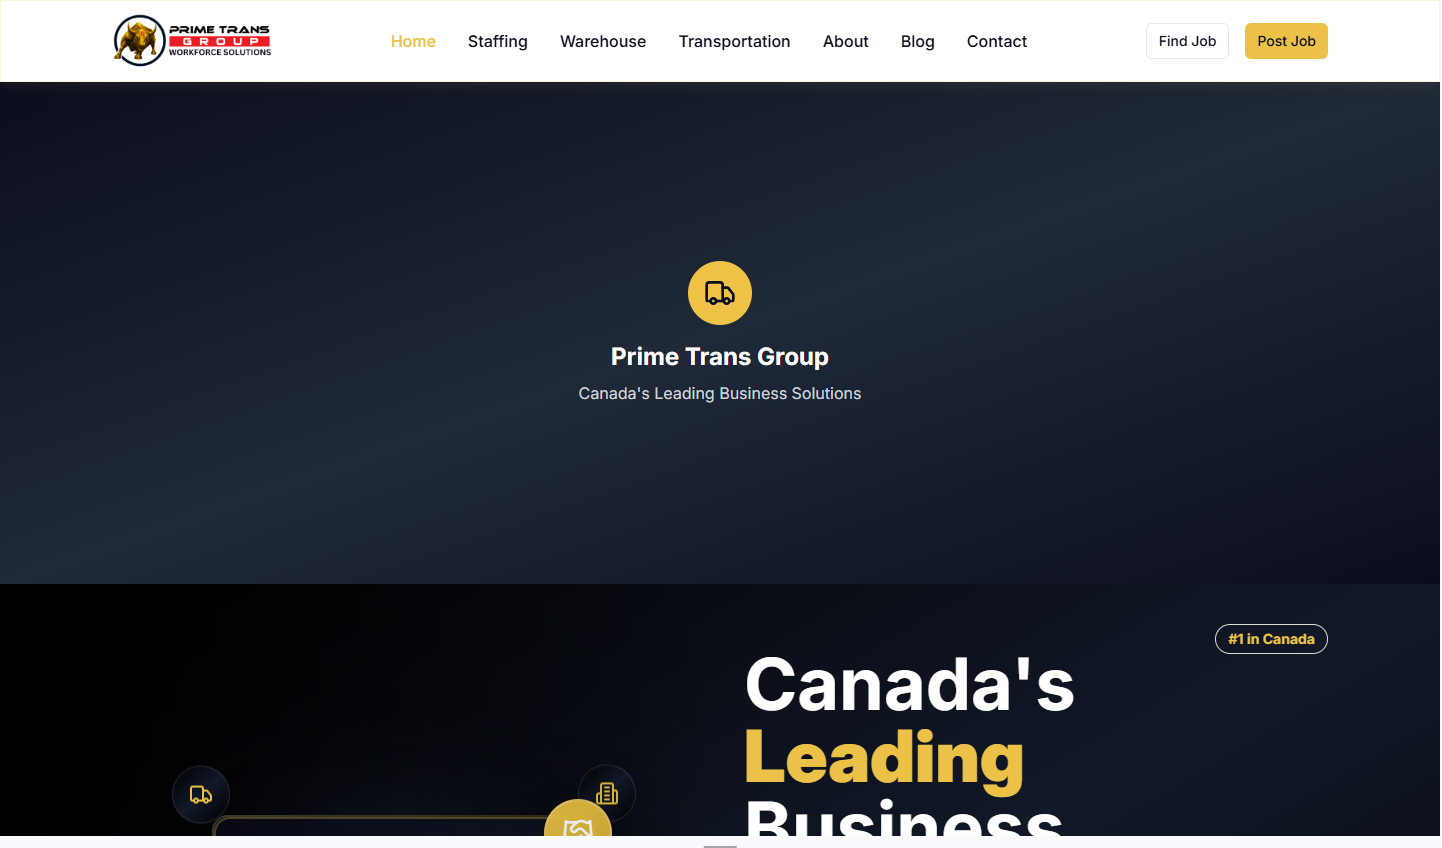 PRIME TRANS
GROUP
WORKFORCE SOLUTIONS
Home
Staffing
Warehouse
Transportation
About
Blog
Contact
Find Job
Post Job
Prime Trans Group
Canada's Leading Business Solutions
#1 in Canada
Canada's
Leading
Business